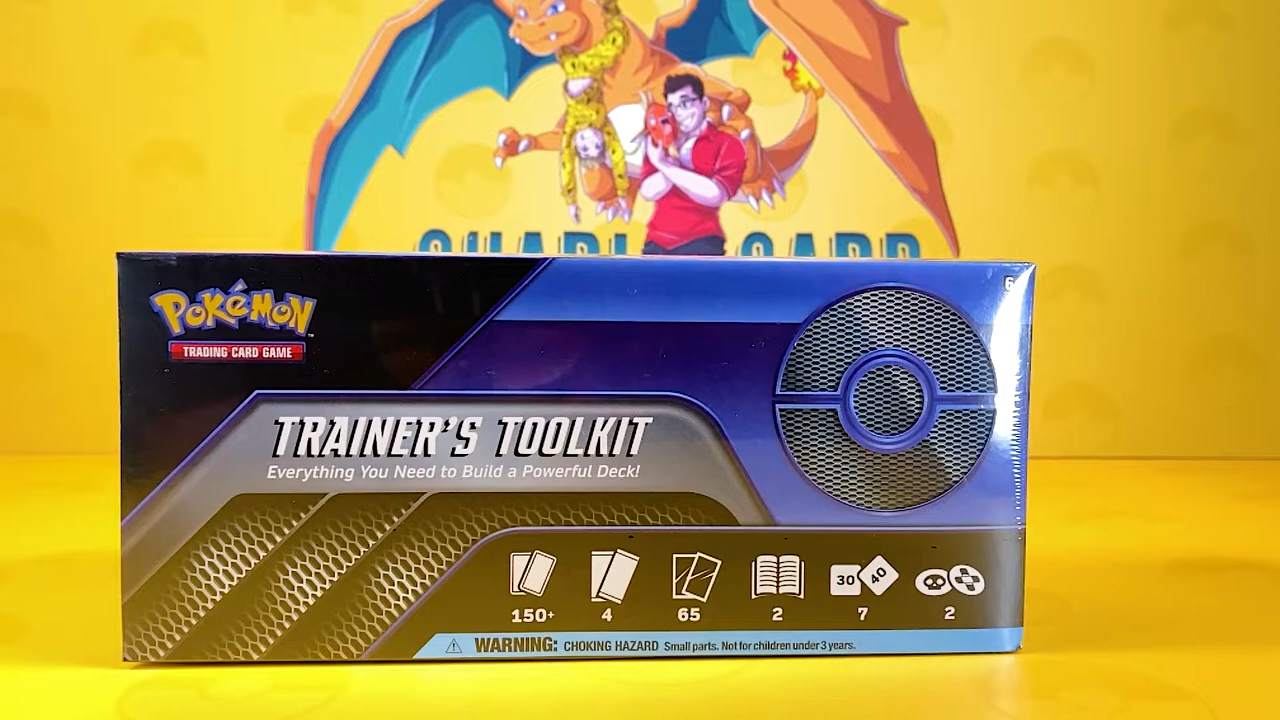 POKéMON
TRADING CARD GAME
TRAINER'S TOOLKIT
Everything You Need to Build a Powerful Deck!
30 40
150+ 4 65 2 7 2
WARNING: CHOKING HAZARD Small parts. Not for children under 3 years.